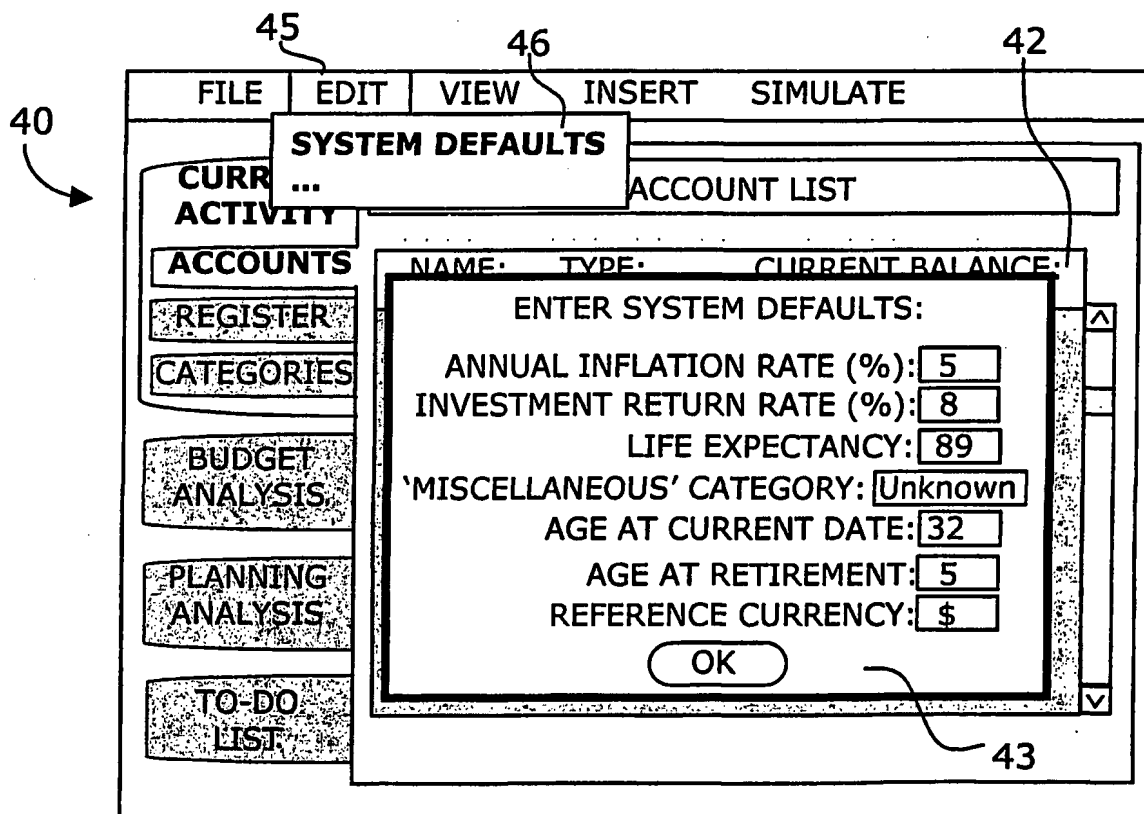 45
46
42
FILE EDIT VIEW INSERT SIMULATE
40
SYSTEM DEFAULTS
...
CURR
ACTIVITY
ACCOUNT LIST
ACCOUNTS
NAME: TYPE: CURRENT BALANCE:
REGISTER
CATEGORIES
ENTER SYSTEM DEFAULTS:
ANNUAL INFLATION RATE (%): 5
INVESTMENT RETURN RATE (%): 8
LIFE EXPECTANCY: 89
'MISCELLANEOUS' CATEGORY: Unknown
AGE AT CURRENT DATE: 32
AGE AT RETIREMENT: 5
REFERENCE CURRENCY: $
OK
BUDGET
ANALYSIS
PLANNING
ANALYSIS
TO-DO
LIST
43